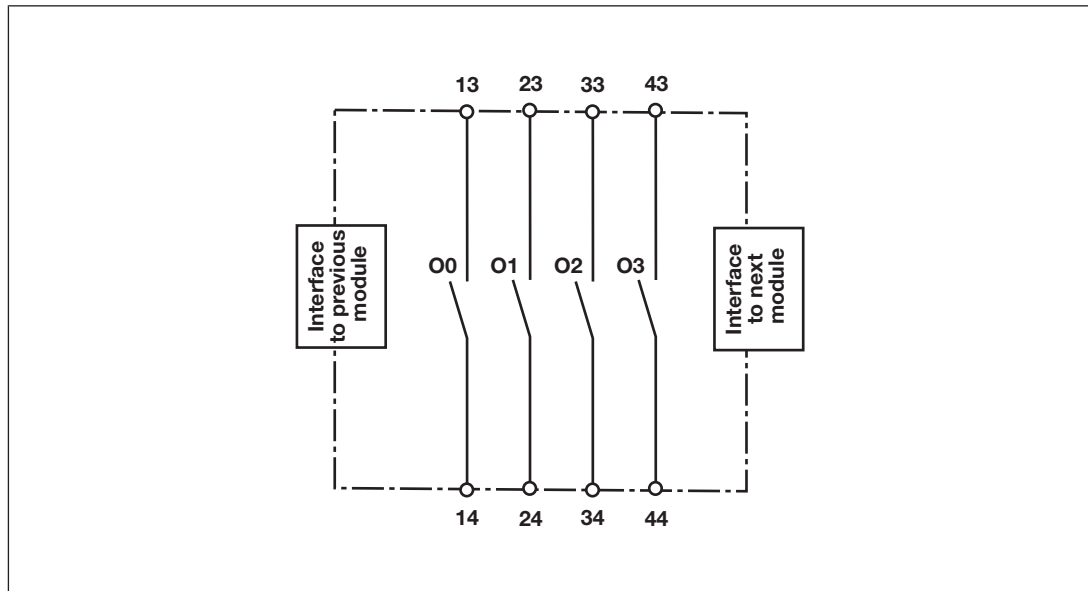 13 23 33 43
Interface
to previous
module
O0 O1 O2 O3
Interface
to next
module
14 24 34 44